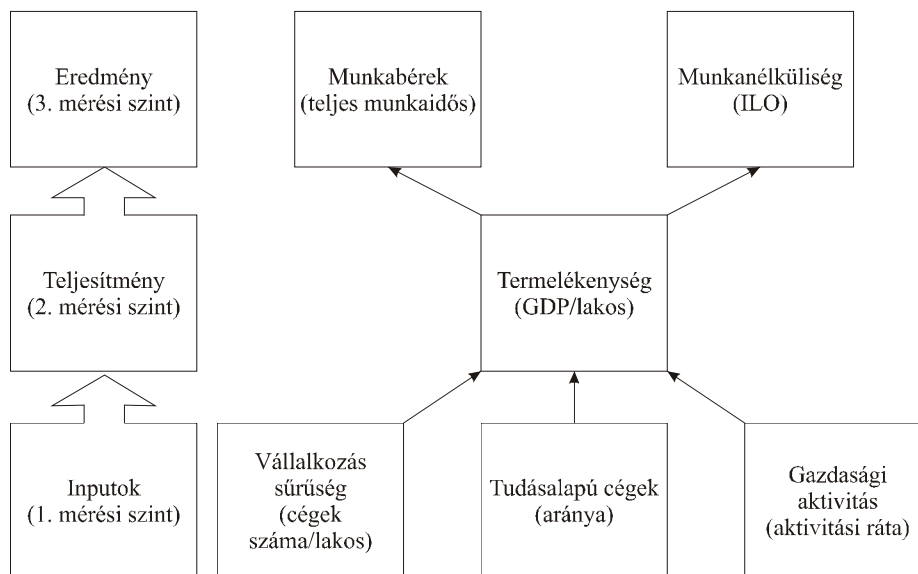 Eredmény
(3. mérési szint)
Munkabérek
(teljes munkaidős)
Munkanélküliség
(ILO)
Teljesítmény
(2. mérési szint)
Termelékenység
(GDP/lakos)
Inputok
(1. mérési szint)
Vállalkozás
sűrűség
(cégek
száma/lakos)
Tudásalapú cégek
(aránya)
Gazdasági
aktivitás
(aktivitási ráta)